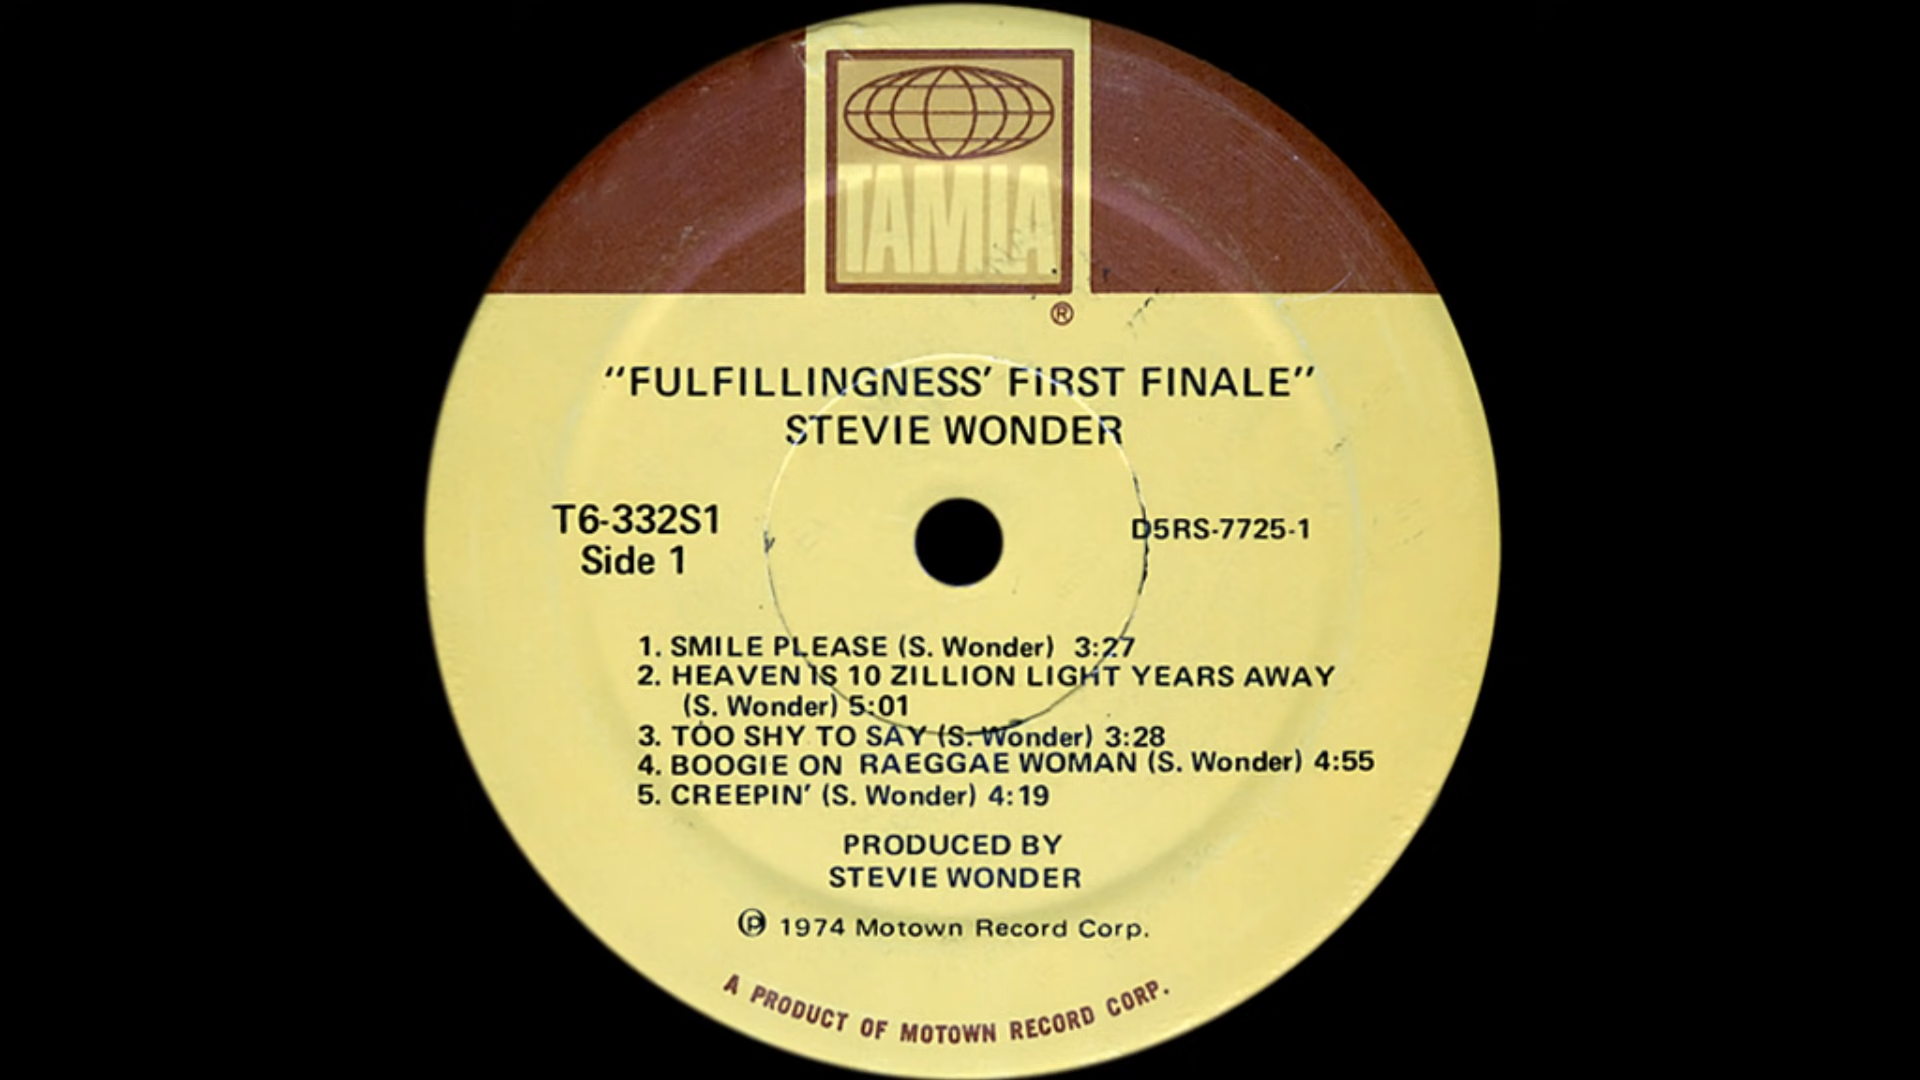 TAMLA
®
“FULFILLINGNESS’ FIRST FINALE”
STEVIE WONDER
T6-332S1
Side 1
D5RS-7725-1
1. SMILE PLEASE (S. Wonder) 3:27
2. HEAVEN IS 10 ZILLION LIGHT YEARS AWAY
(S. Wonder) 5:01
3. TOO SHY TO SAY (S. Wonder) 3:28
4. BOOGIE ON RAEGGAE WOMAN (S. Wonder) 4:55
5. CREEPIN’ (S. Wonder) 4:19
PRODUCED BY
STEVIE WONDER
℗ 1974 Motown Record Corp.
A PRODUCT OF MOTOWN RECORD CORP.